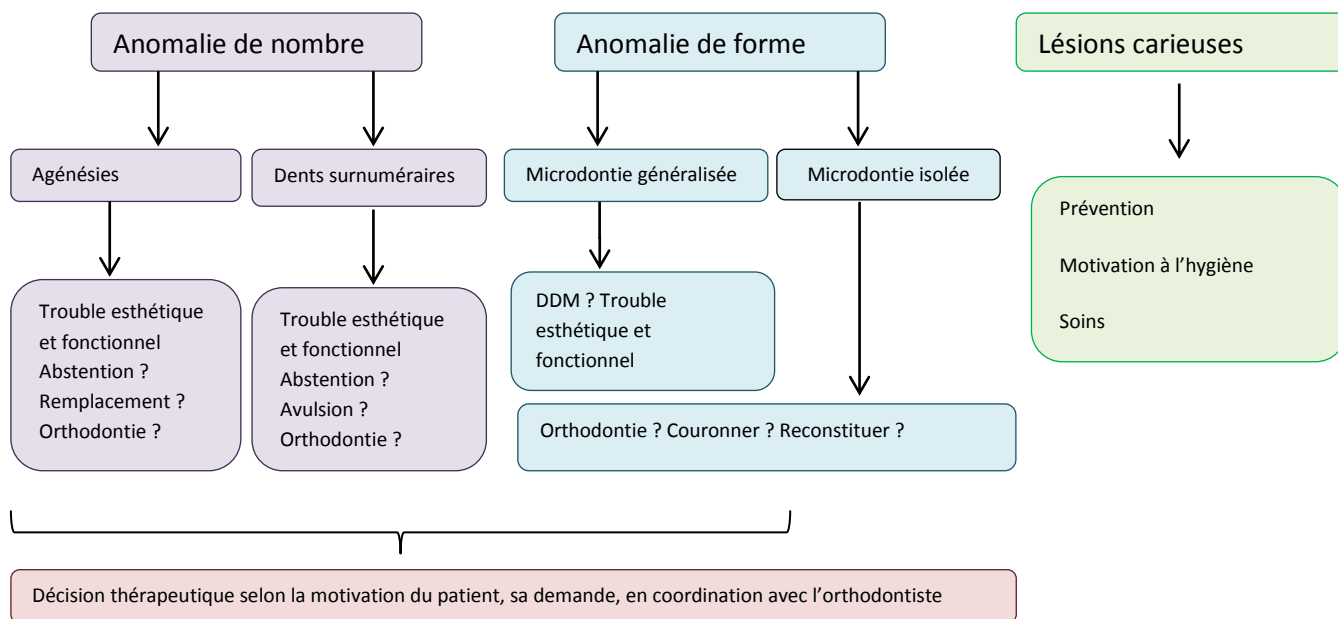 Anomalie de nombre
Anomalie de forme
Lésions carieuses
Agénésies
Dents surnuméraires
Microdontie généralisée
Microdontie isolée
Trouble esthétique
et fonctionnel
Abstention ?
Remplacement ?
Orthodontie ?
Trouble esthétique
et fonctionnel
Abstention ?
Avulsion ?
Orthodontie ?
DDM ? Trouble
esthétique et
fonctionnel
Orthodontie ? Couronner ? Reconstituer ?
Prévention
Motivation à l’hygiène
Soins
Décision thérapeutique selon la motivation du patient, sa demande, en coordination avec l’orthodontiste